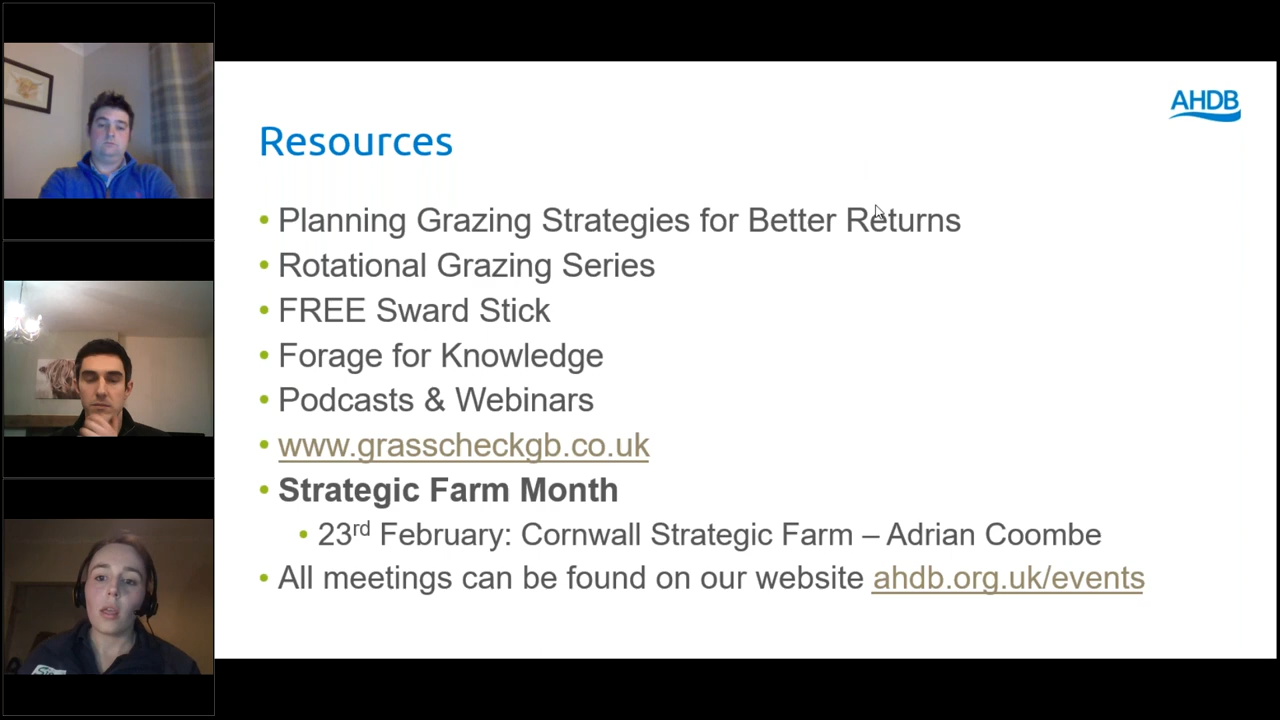 AHDB
Resources
• Planning Grazing Strategies for Better Returns
• Rotational Grazing Series
• FREE Sward Stick
• Forage for Knowledge
• Podcasts & Webinars
• www.grasscheckgb.co.uk
• Strategic Farm Month
• 23rd February: Cornwall Strategic Farm – Adrian Coombe
• All meetings can be found on our website ahdb.org.uk/events